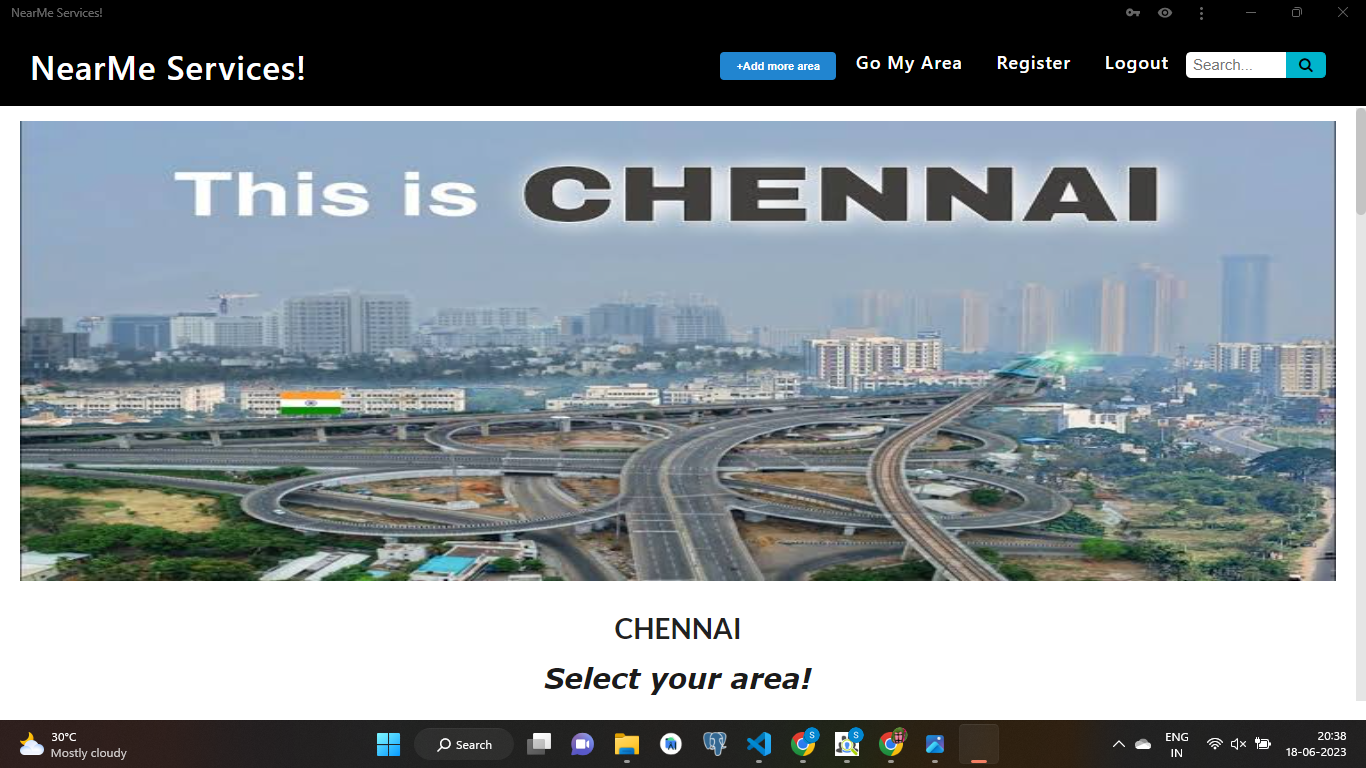 NearMe Services!
NearMe Services!
+Add more area
Go My Area
Register
Logout
Search...
This is CHENNAI
CHENNAI
Select your area!
30°C
Mostly cloudy
Search
S
S
ENG
IN
20:38
18-06-2023